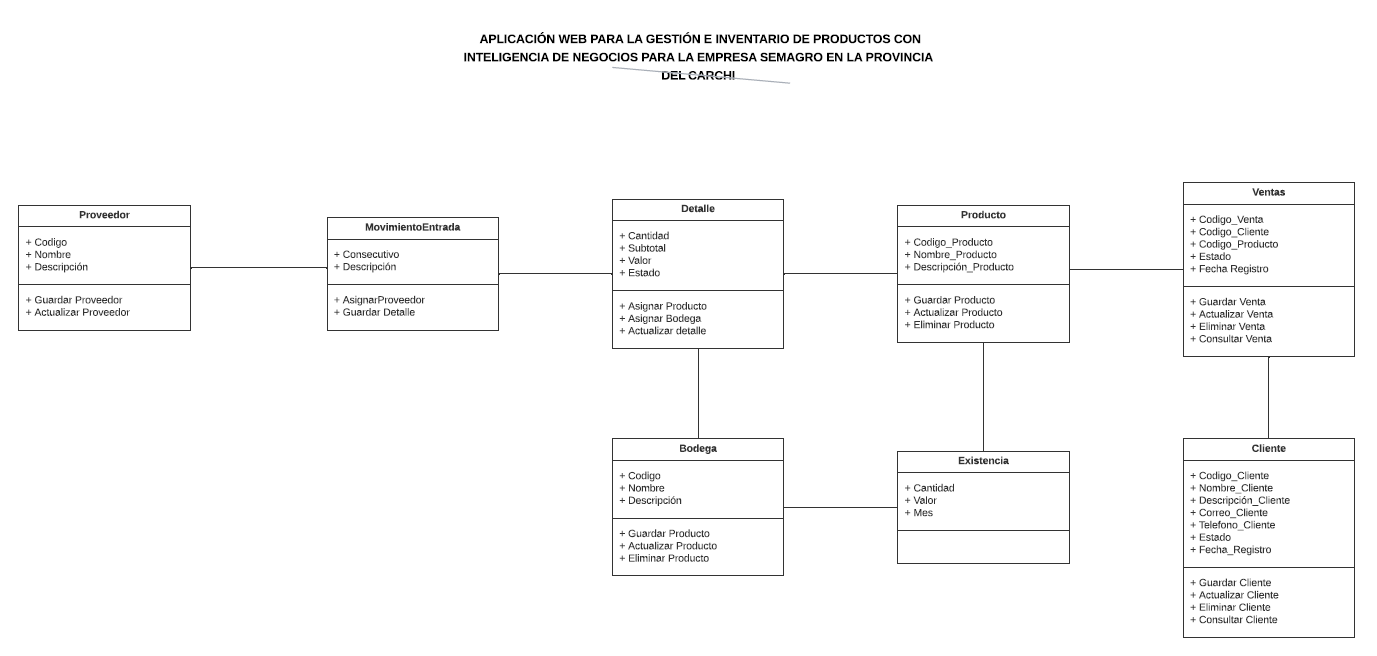 APLICACIÓN WEB PARA LA GESTIÓN E INVENTARIO DE PRODUCTOS CON
INTELIGENCIA DE NEGOCIOS PARA LA EMPRESA SEMAGRO EN LA PROVINCIA
DEL CARCHI
Proveedor
+ Codigo
+ Nombre
+ Descripción
+ Guardar Proveedor
+ Actualizar Proveedor
MovimientoEntrada
+ Consecutivo
+ Descripción
+ AsignarProveedor
+ Guardar Detalle
Detalle
+ Cantidad
+ Subtotal
+ Valor
+ Estado
+ Asignar Producto
+ Asignar Bodega
+ Actualizar detalle
Producto
+ Codigo_Producto
+ Nombre_Producto
+ Descripción_Producto
+ Guardar Producto
+ Actualizar Producto
+ Eliminar Producto
Ventas
+ Codigo_Venta
+ Codigo_Cliente
+ Codigo_Producto
+ Estado
+ Fecha Registro
+ Guardar Venta
+ Actualizar Venta
+ Eliminar Venta
+ Consultar Venta
Bodega
+ Codigo
+ Nombre
+ Descripción
+ Guardar Producto
+ Actualizar Producto
+ Eliminar Producto
Existencia
+ Cantidad
+ Valor
+ Mes
Cliente
+ Codigo_Cliente
+ Nombre_Cliente
+ Descripción_Cliente
+ Correo_Cliente
+ Telefono_Cliente
+ Estado
+ Fecha_Registro
+ Guardar Cliente
+ Actualizar Cliente
+ Eliminar Cliente
+ Consultar Cliente